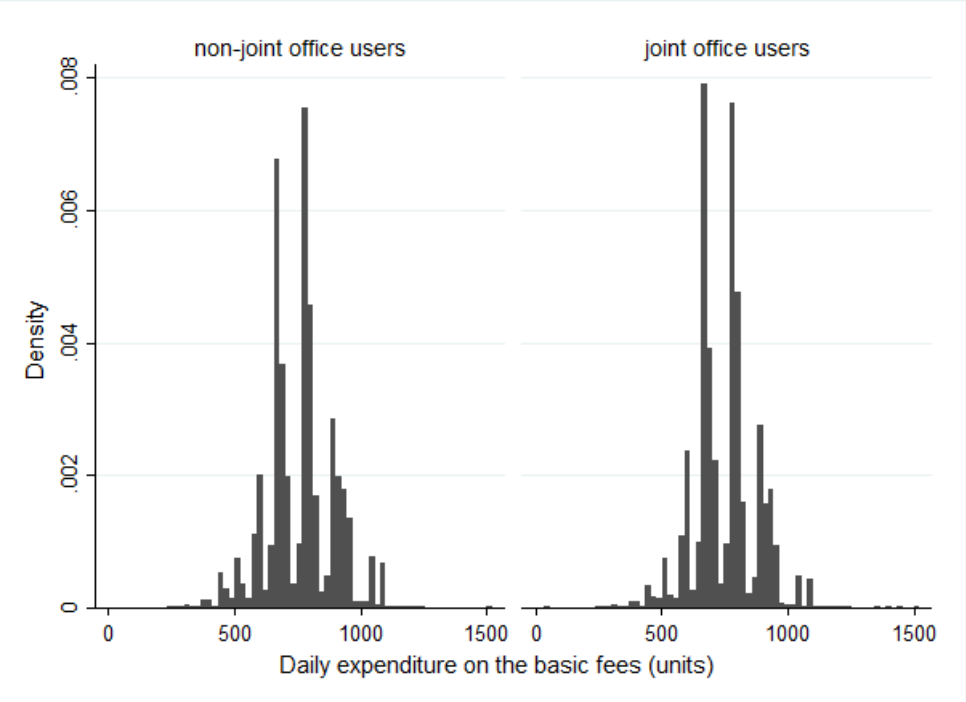 non-joint office users
joint office users
Density
.008
.006
.004
.002
0
0 500 1000 1500
0 500 1000 1500
Daily expenditure on the basic fees (units)